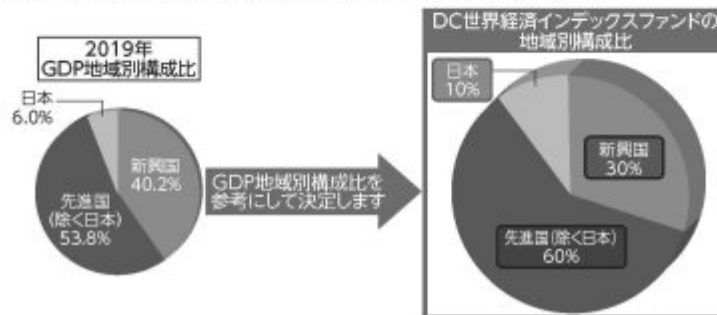 2019年
GDP地域別構成比
日本
6.0%
新興国
40.2%
先進国
(除く日本)
53.8%
GDP地域別構成比を
参考にして決定します
DC世界経済インデックスファンドの
地域別構成比
日本
10%
新興国
30%
先進国(除く日本)
60%